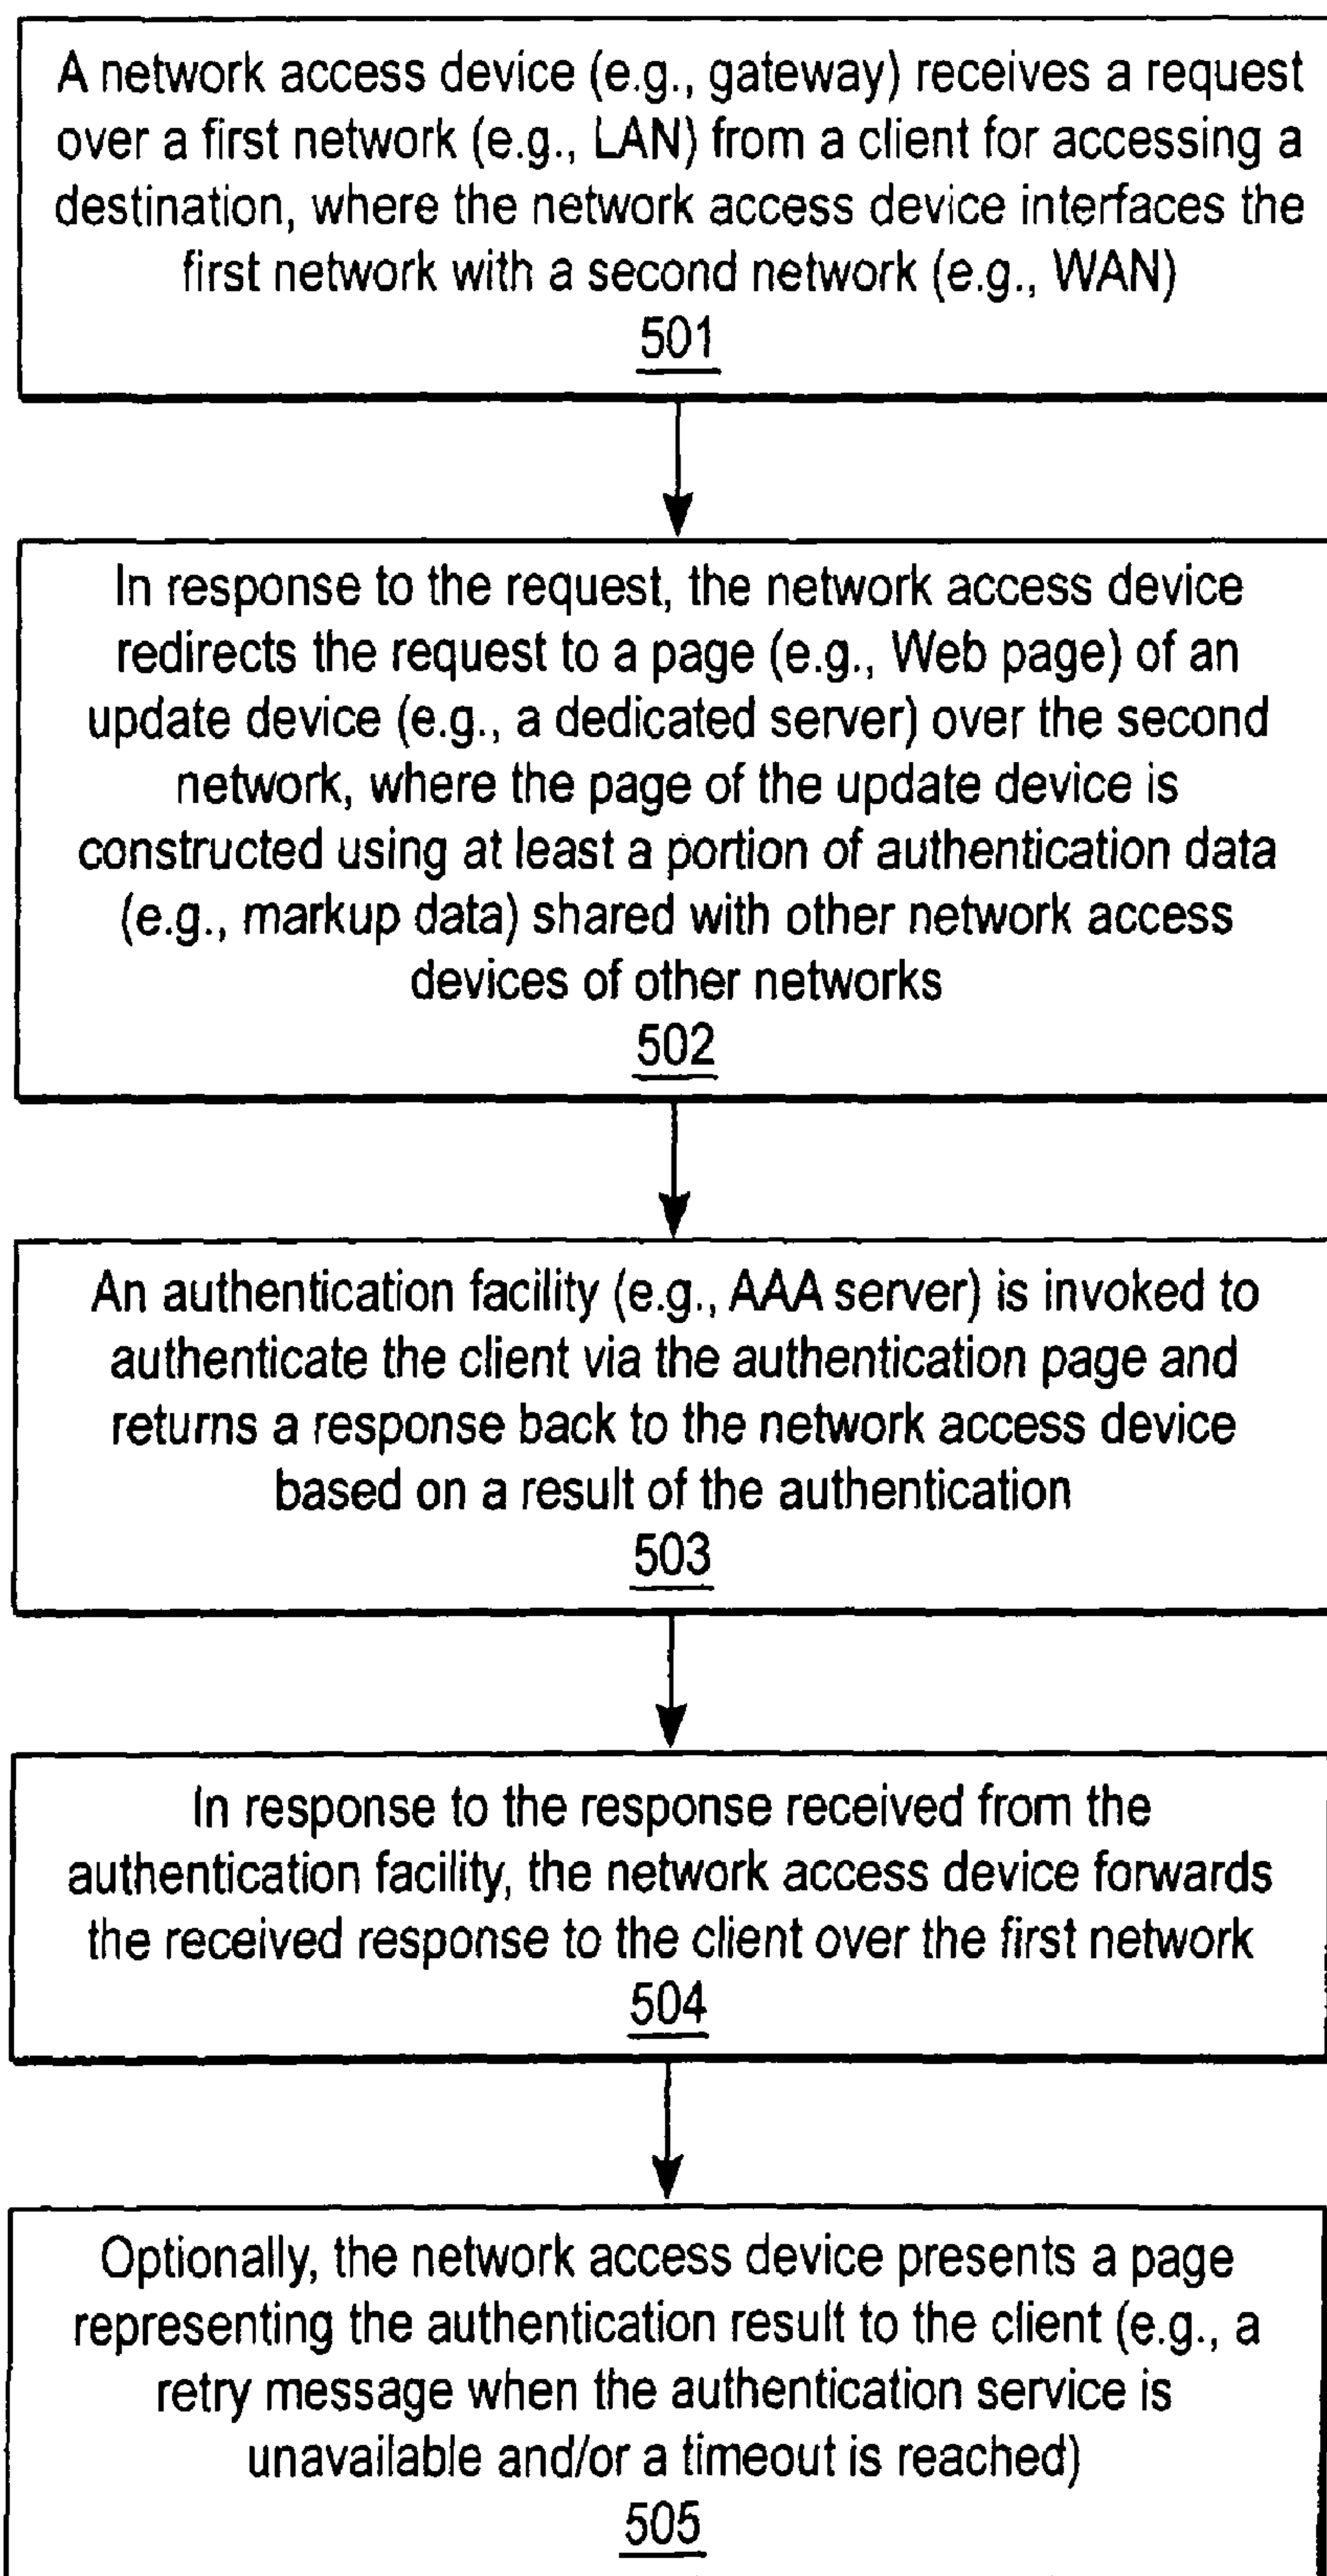 A network access device (e.g., gateway) receives a request
over a first network (e.g., LAN) from a client for accessing a
destination, where the network access device interfaces the
first network with a second network (e.g., WAN)
501
In response to the request, the network access device
redirects the request to a page (e.g., Web page) of an
update device (e.g., a dedicated server) over the second
network, where the page of the update device is
constructed using at least a portion of authentication data
(e.g., markup data) shared with other network access
devices of other networks
502
An authentication facility (e.g., AAA server) is invoked to
authenticate the client via the authentication page and
returns a response back to the network access device
based on a result of the authentication
503
In response to the response received from the
authentication facility, the network access device forwards
the received response to the client over the first network
504
Optionally, the network access device presents a page
representing the authentication result to the client (e.g., a
retry message when the authentication service is
unavailable and/or a timeout is reached)
505